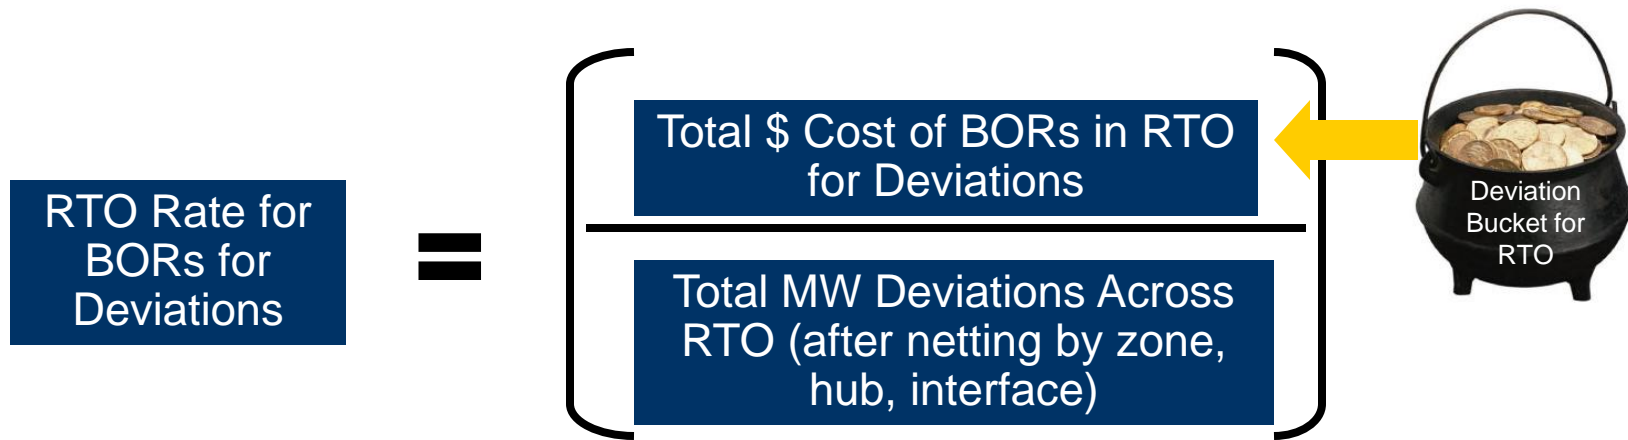 RTO Rate for
BORs for
Deviations
=
Total $ Cost of BORs in RTO
for Deviations
Total MW Deviations Across
RTO (after netting by zone,
hub, interface)
Deviation
Bucket for
RTO